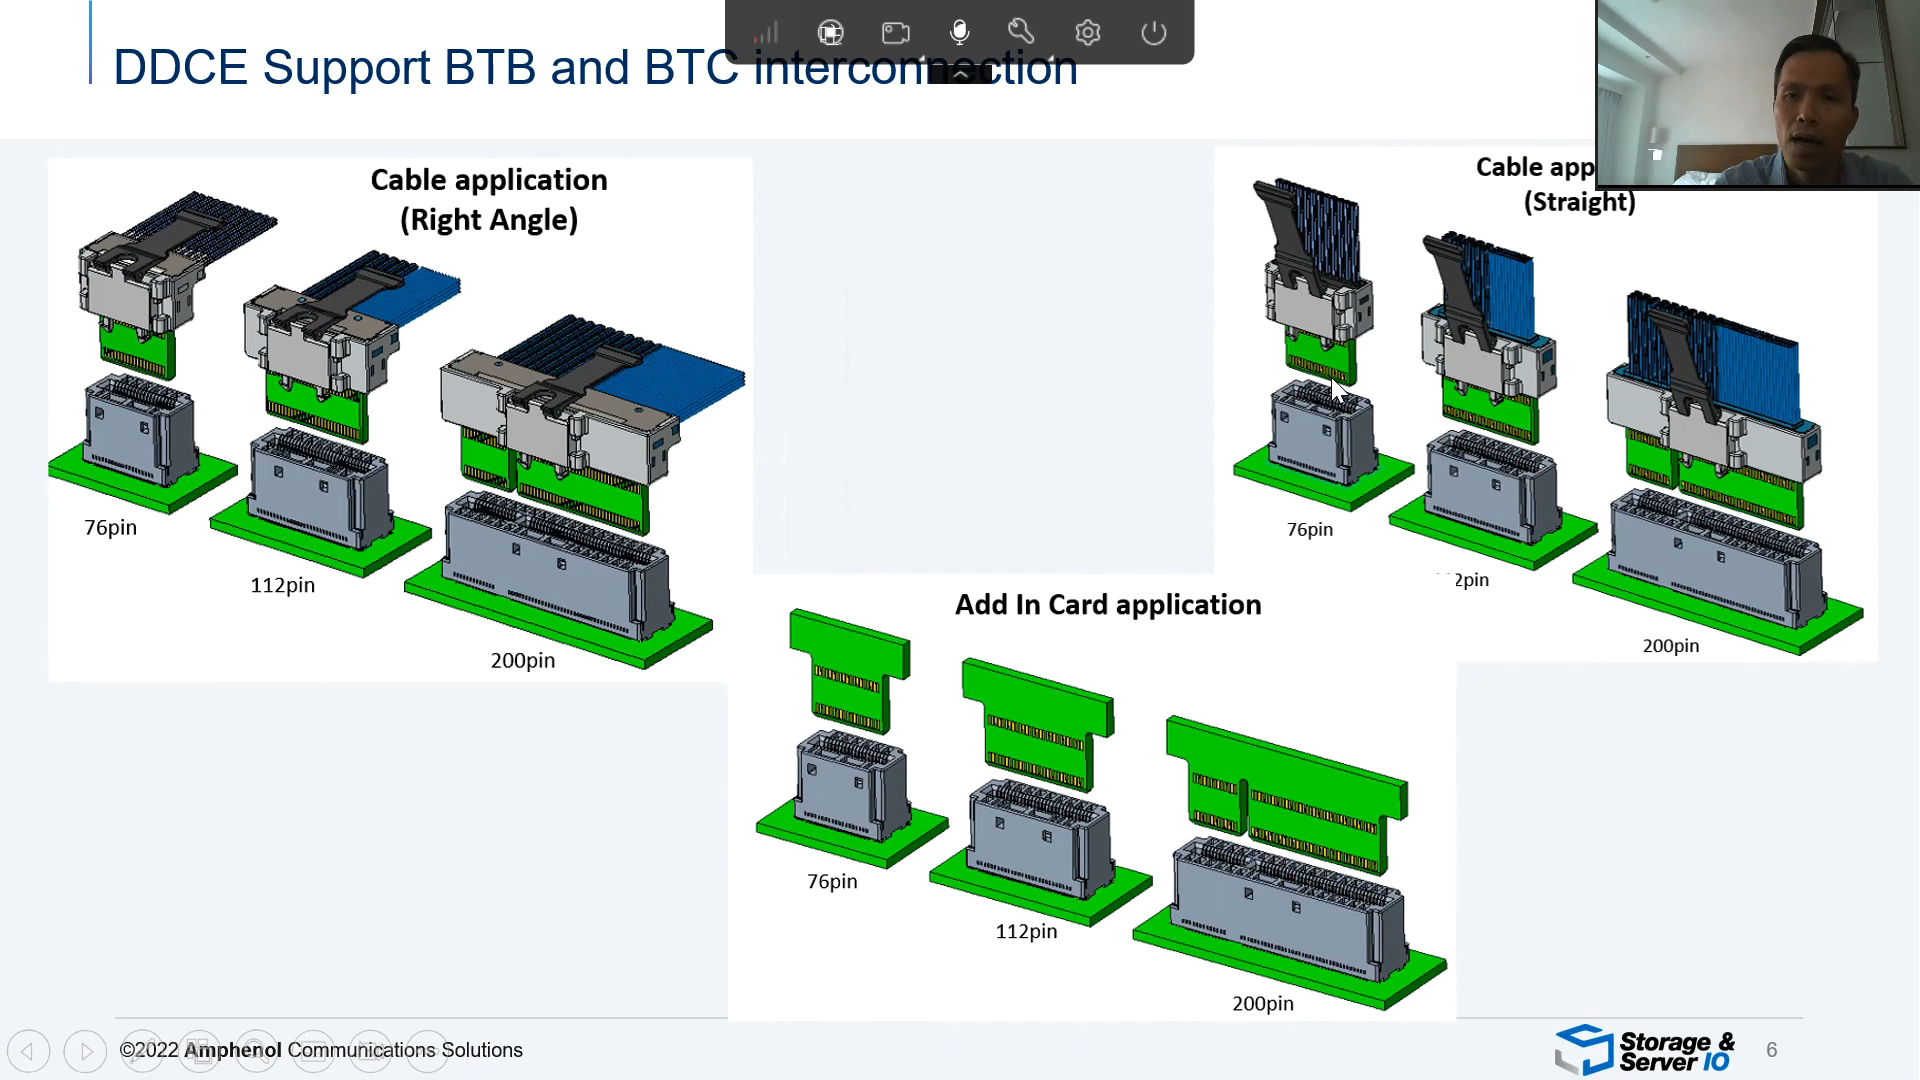 DDCE Support BTB and BTC interconnection
Cable application
(Right Angle)
76pin
112pin
200pin
Cable app
(Straight)
76pin
2pin
200pin
Add In Card application
76pin
112pin
200pin
©2022 Amphenol Communications Solutions
Storage &
Server IO
6